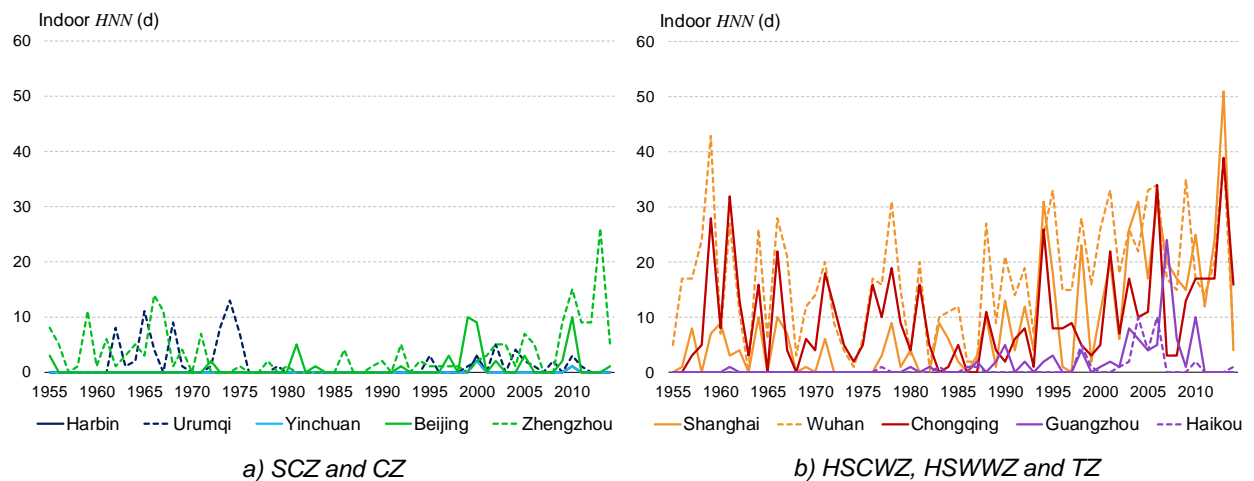 Indoor HNN (d)
60
50
40
30
20
10
0
1955 1960 1965 1970 1975 1980 1985 1990 1995 2000 2005 2010
Harbin Urumqi Yinchuan Beijing Zhengzhou
a) SCZ and CZ
Indoor HNN (d)
60
50
40
30
20
10
0
1955 1960 1965 1970 1975 1980 1985 1990 1995 2000 2005 2010
Shanghai Wuhan Chongqing Guangzhou Haikou
b) HSCWZ, HSWWZ and TZ